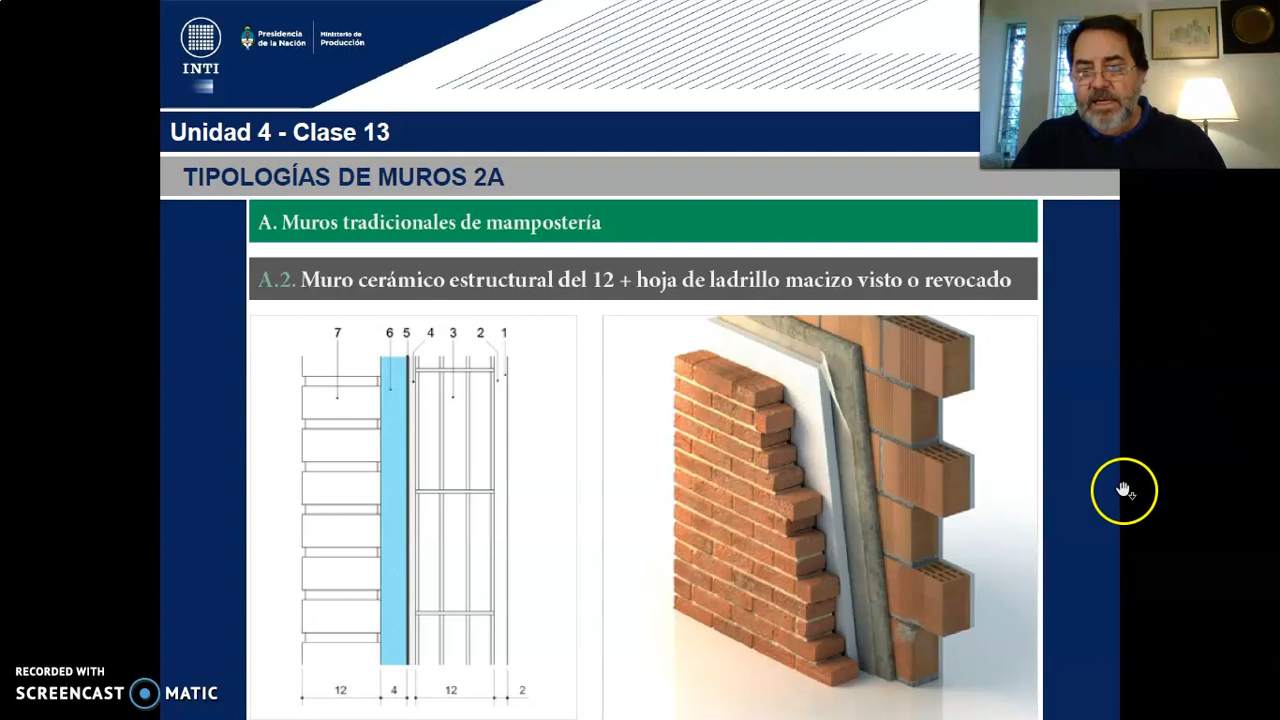 INTI
Presidencia
de la Nación
Ministerio de
Producción
Unidad 4 - Clase 13
TIPOLOGÍAS DE MUROS 2A
A. Muros tradicionales de mampostería
A.2. Muro cerámico estructural del 12 + hoja de ladrillo macizo visto o revocado
7 6 5 4 3 2 1
12 4 12 2
RECORDED WITH
SCREENCAST MATIC